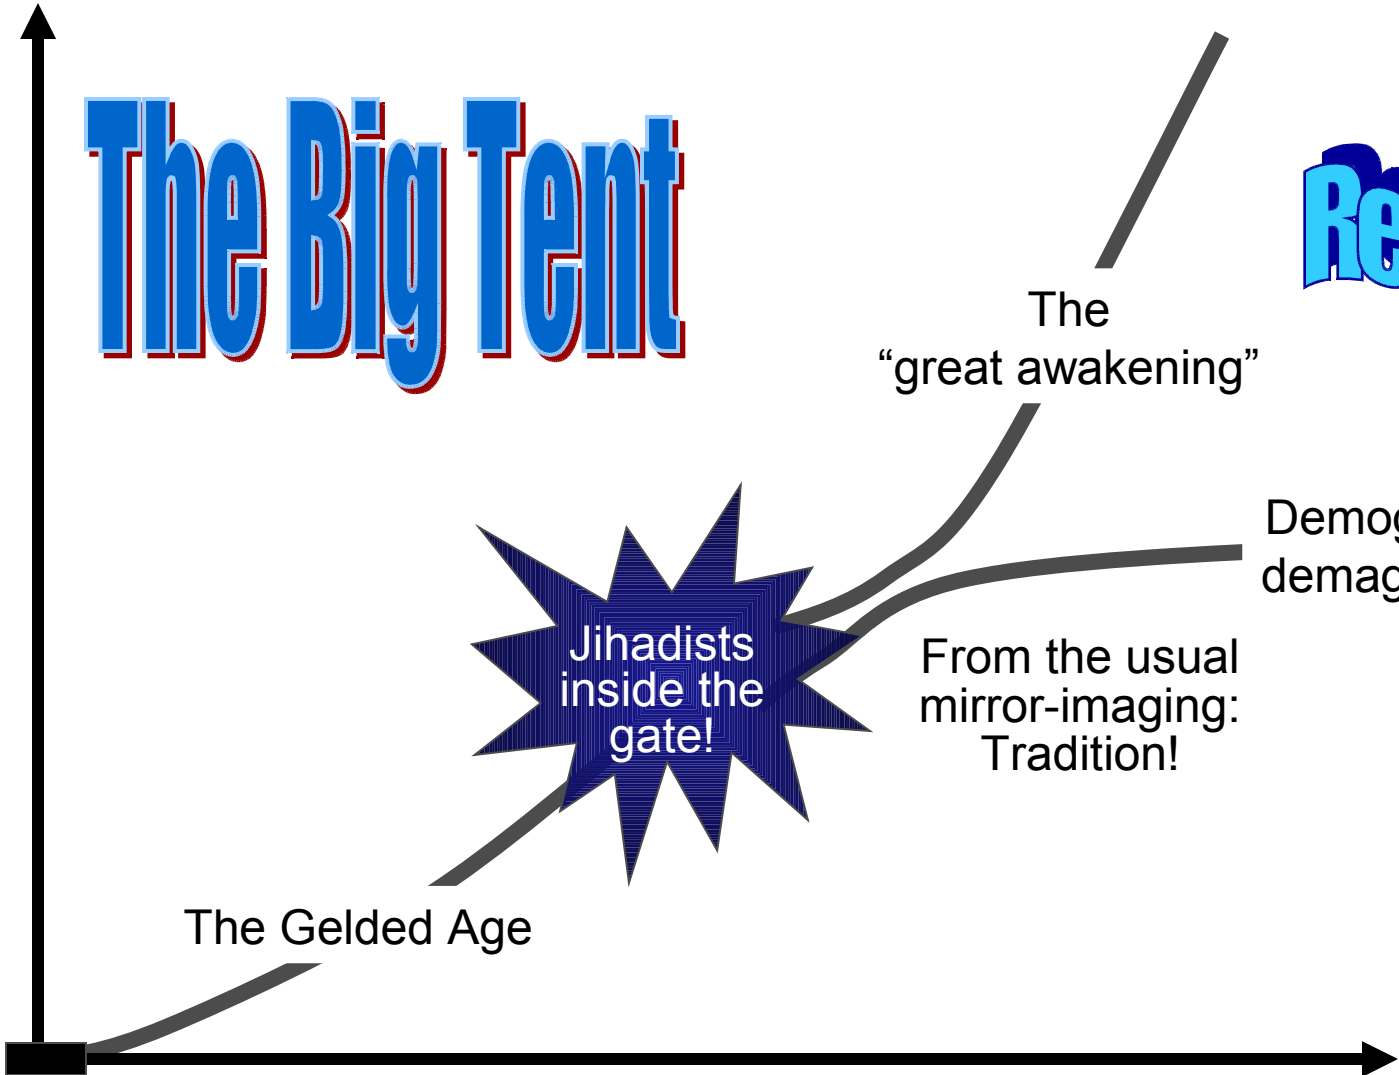 The Big Tent
The
“great awakening”
Jihadists
inside the
gate!
From the usual
mirror-imaging:
Tradition!
The Gelded Age